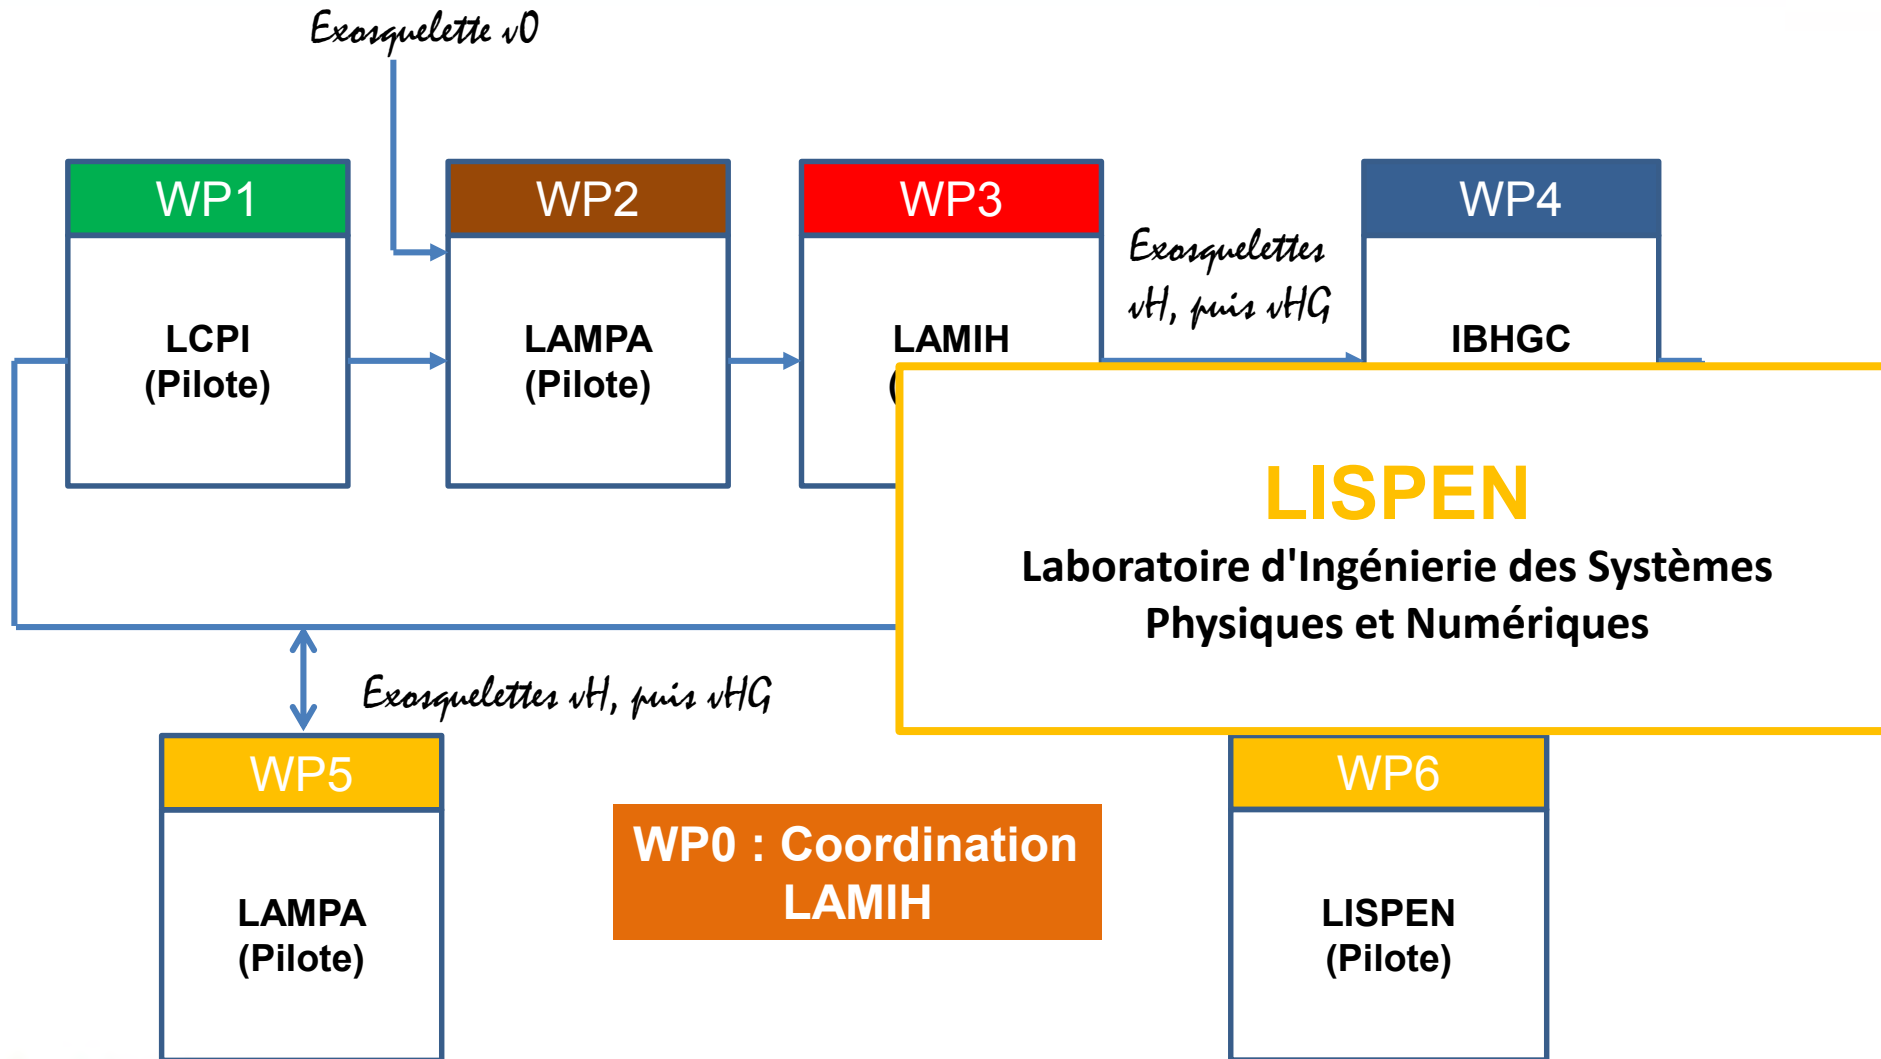 Exosquelette v0
WP1
WP2
WP3
WP4
Exosquelettes
vH, puis vHG
LCPI
(Pilote)
LAMPA
(Pilote)
LAMIH
IBHGC
LISPEN
Laboratoire d'Ingénierie des Systèmes
Physiques et Numériques
Exosquelettes vH, puis vHG
WP5
WP6
WP0 : Coordination
LAMIH
LAMPA
(Pilote)
LISPEN
(Pilote)